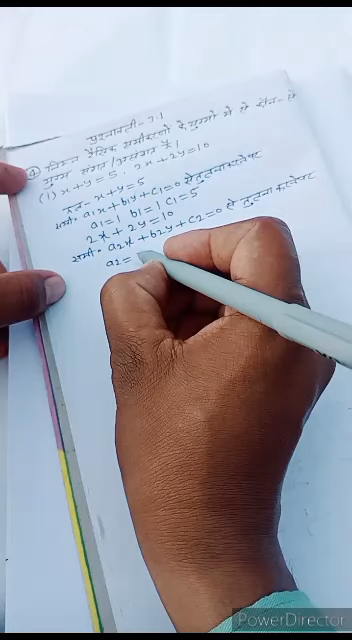 प्रश्नावली - 3.1
④ निम्न रैखिक समीकरणों के युग्मो मे से कौन-से
युग्म संगत/असंगत है।
(1) x+y=5, 2x+2y=10
हल- x+y=5
समी० a1x+b1y+c1=0 से तुलना करने पर
a1=1 b1=1 c1=5
2x+2y=10
समी० a2x+b2y+c2=0 से तुलना करने पर
a2=
PowerDirector